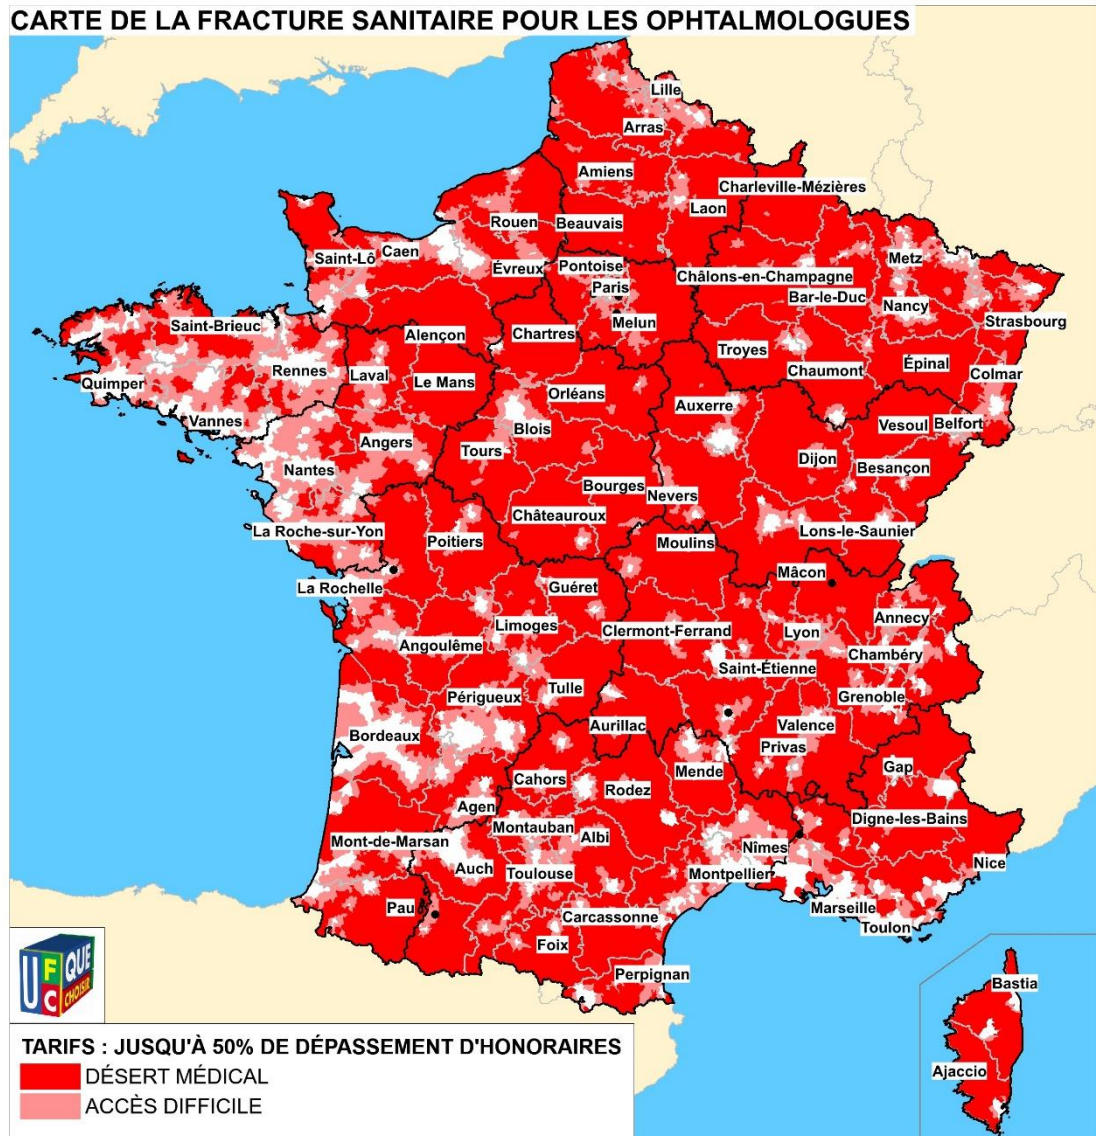 CARTE DE LA FRACTURE SANITAIRE POUR LES OPHTALMOLOGUES
Lille
Arras
Amiens
Charleville-Mézières
Laon
Rouen
Beauvais
Caen
Saint-Lô
Évreux
Pontoise
Metz
Châlons-en-Champagne
Paris
Bar-le-Duc
Nancy
Strasbourg
Saint-Brieuc
Alençon
Chartres
Melun
Troyes
Chaumont
Épinal
Colmar
Quimper
Rennes
Laval
Le Mans
Orléans
Auxerre
Vannes
Blois
Vesoul
Belfort
Angers
Tours
Dijon
Besançon
Nantes
Bourges
Nevers
Châteauroux
La Roche-sur-Yon
Poitiers
Moulins
Lons-le-Saunier
Mâcon
La Rochelle
Guéret
Annecy
Limoges
Clermont-Ferrand
Lyon
Angoulême
Chambéry
Saint-Étienne
Périgueux
Tulle
Grenoble
Aurillac
Valence
Bordeaux
Privas
Mende
Gap
Cahors
Rodez
Agen
Digne-les-Bains
Montauban
Albi
Mont-de-Marsan
Nîmes
Nice
Auch
Toulouse
Montpellier
Pau
Marseille
Carcassonne
Toulon
Foix
Perpignan
Bastia
Ajaccio
UFC
QUE
CHOISIR
TARIFS : JUSQU'À 50% DE DÉPASSEMENT D'HONORAIRES
DÉSERT MÉDICAL
ACCÈS DIFFICILE